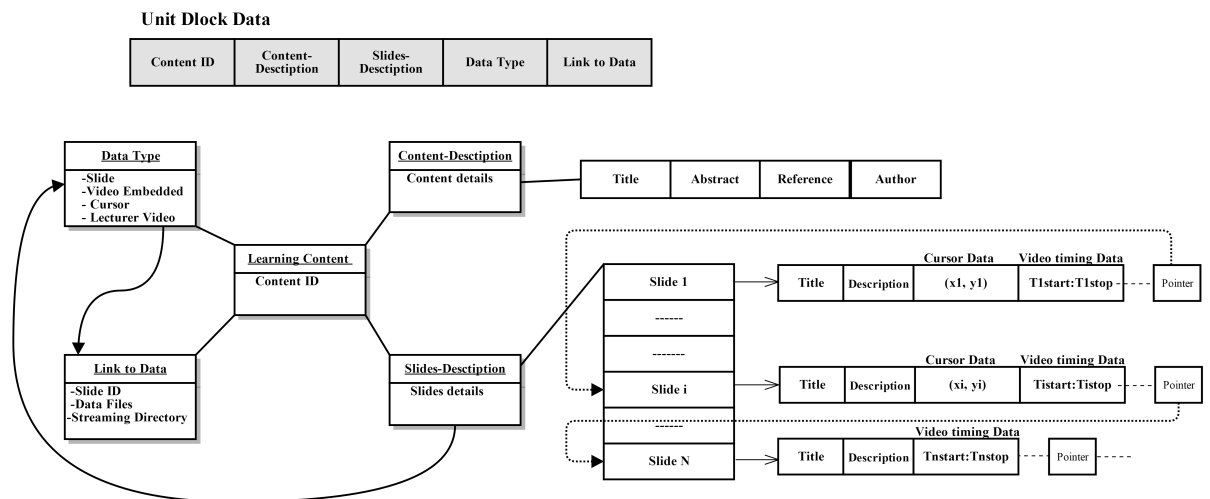 Unit Dlock Data
Content ID
Content-
Desctiption
Slides-
Desctiption
Data Type
Link to Data
Data Type
-Slide
-Video Embedded
- Cursor
- Lecturer Video
Content-Desctiption
Content details
Title
Abstract
Reference
Author
Learning Content
Content ID
Link to Data
-Slide ID
-Data Files
-Streaming Directory
Slides-Desctiption
Slides details
Slide 1
------
-------
Slide i
------
Slide N
Cursor Data
Video timing Data
Title
Description
(x1, y1)
T1start:T1stop
Pointer
Cursor Data
Video timing Data
Title
Description
(xi, yi)
Tistart:Tistop
Pointer
Video timing Data
Title
Description
Tnstart:Tnstop
Pointer